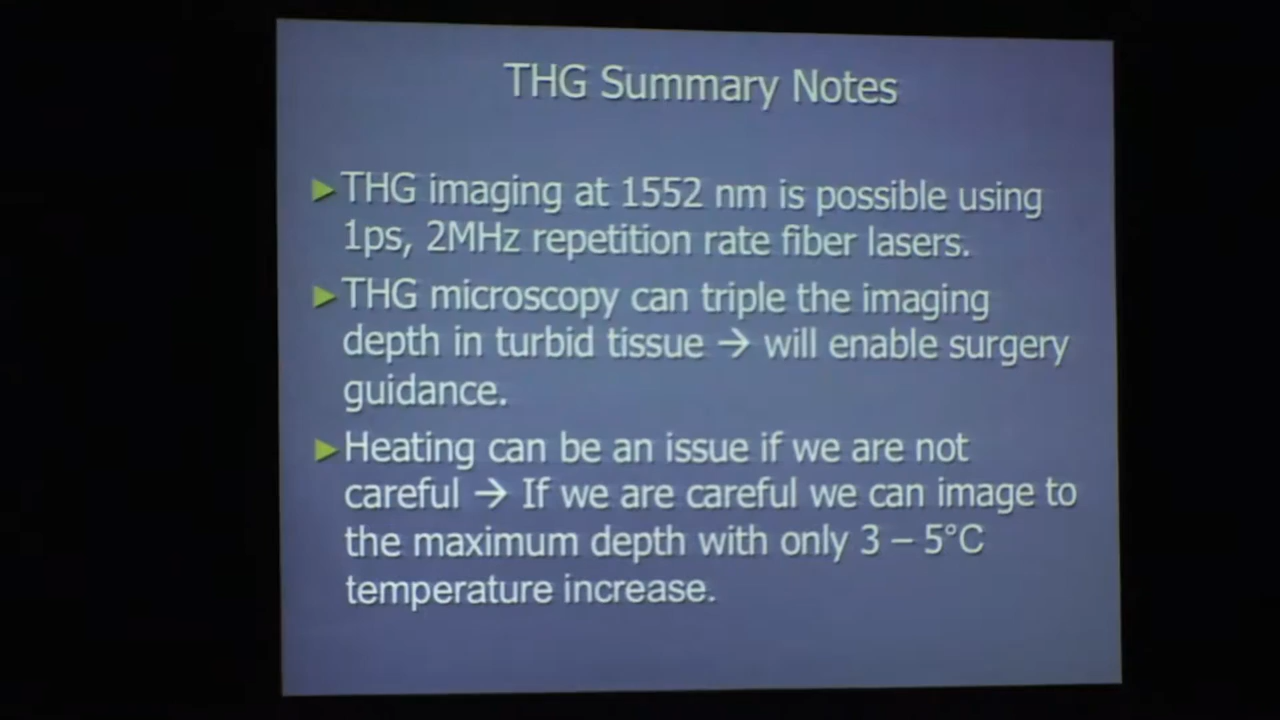 THG Summary Notes
►THG imaging at 1552 nm is possible using
1ps, 2MHz repetition rate fiber lasers.
►THG microscopy can triple the imaging
depth in turbid tissue → will enable surgery
guidance.
►Heating can be an issue if we are not
careful → If we are careful we can image to
the maximum depth with only 3 – 5°C
temperature increase.